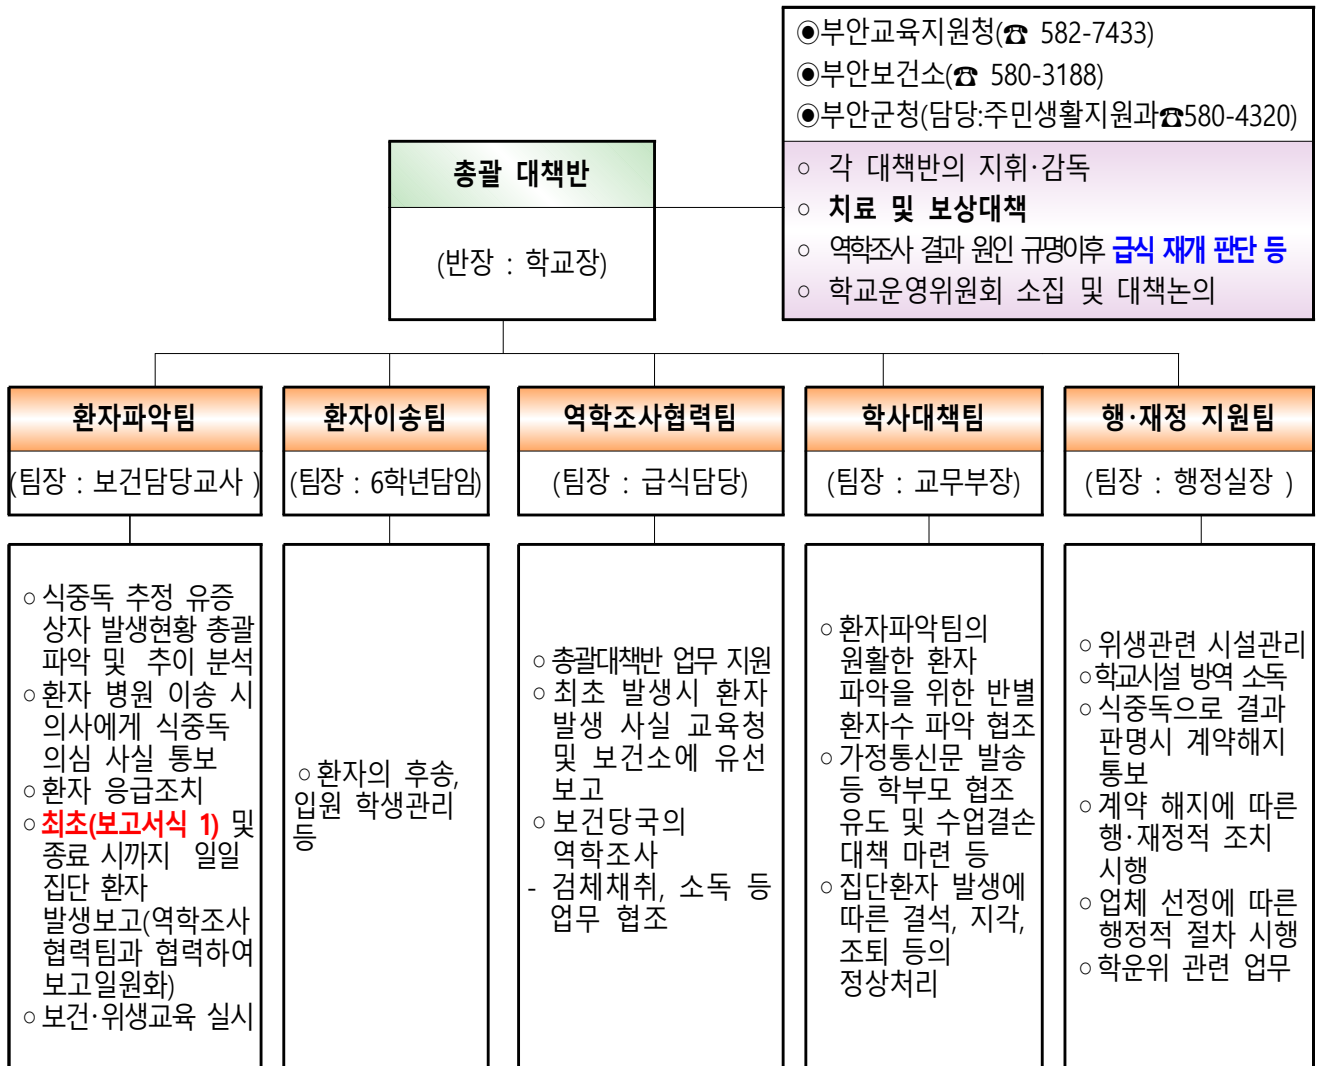 ◉부안교육지원청(☎ 582-7433)
◉부안보건소(☎ 580-3188)
◉부안군청(담당:주민생활지원과☎580-4320)
총괄 대책반
(반장 : 학교장)
○ 각 대책반의 지휘·감독
○ 치료 및 보상대책
○ 역학조사 결과 원인 규명이후 급식 재개 판단 등
○ 학교운영위원회 소집 및 대책논의
환자파악팀
(팀장 : 보건담당교사 )
○ 식중독 추정 유증
상자 발생현황 총괄
파악 및 추이 분석
○ 환자 병원 이송 시
의사에게 식중독
의심 사실 통보
○ 환자 응급조치
○ 최초(보고서식 1) 및
종료 시까지 일일
집단 환자
발생보고(역학조사
협력팀과 협력하여
보고일원화)
○ 보건·위생교육 실시
환자이송팀
(팀장 : 6학년담임)
○ 환자의 후송,
입원 학생관리
등
역학조사협력팀
(팀장 : 급식담당)
○ 총괄대책반 업무 지원
○ 최초 발생시 환자
발생 사실 교육청
및 보건소에 유선
보고
○ 보건당국의
역학조사
- 검체채취, 소독 등
업무 협조
학사대책팀
(팀장 : 교무부장)
○ 환자파악팀의
원활한 환자
파악을 위한 반별
환자수 파악 협조
○ 가정통신문 발송
등 학부모 협조
유도 및 수업결손
대책 마련 등
○ 집단환자 발생에
따른 결석, 지각,
조퇴 등의
정상처리
행·재정 지원팀
(팀장 : 행정실장 )
○ 위생관련 시설관리
○ 학교시설 방역 소독
○ 식중독으로 결과
판명시 계약해지
통보
○ 계약 해지에 따른
행·재정적 조치
시행
○ 업체 선정에 따른
행정적 절차 시행
○ 학운위 관련 업무